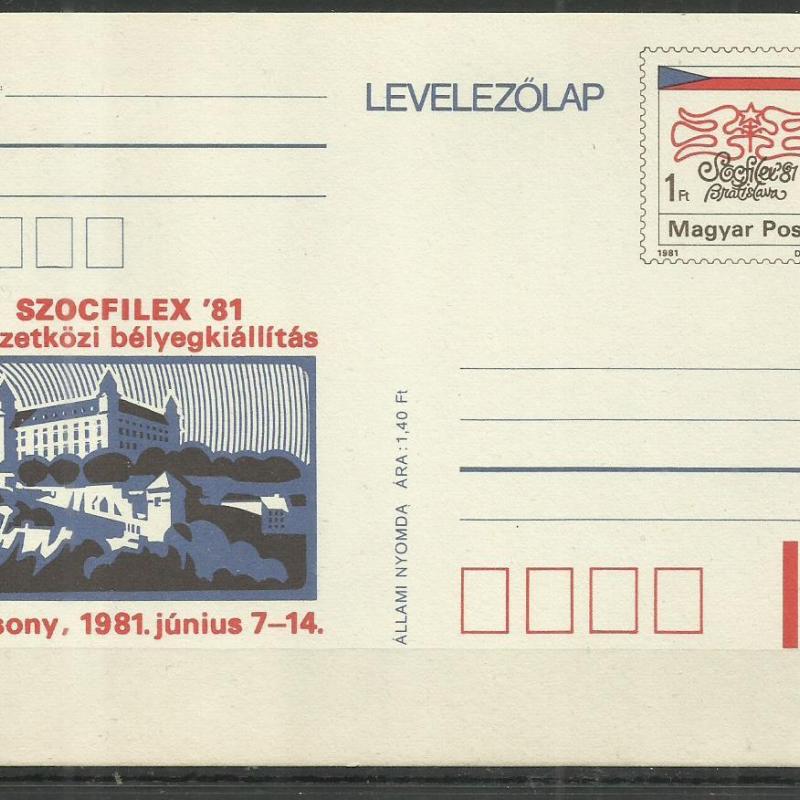 LEVELEZŐLAP
Szocfilex'81
Bratislava
1 Ft
Magyar Pos
1981
D
SZOCFILEX '81
zetközi bélyegkiállítás
sony, 1981. június 7–14.
ÁLLAMI NYOMDA ÁRA: 1,40 Ft